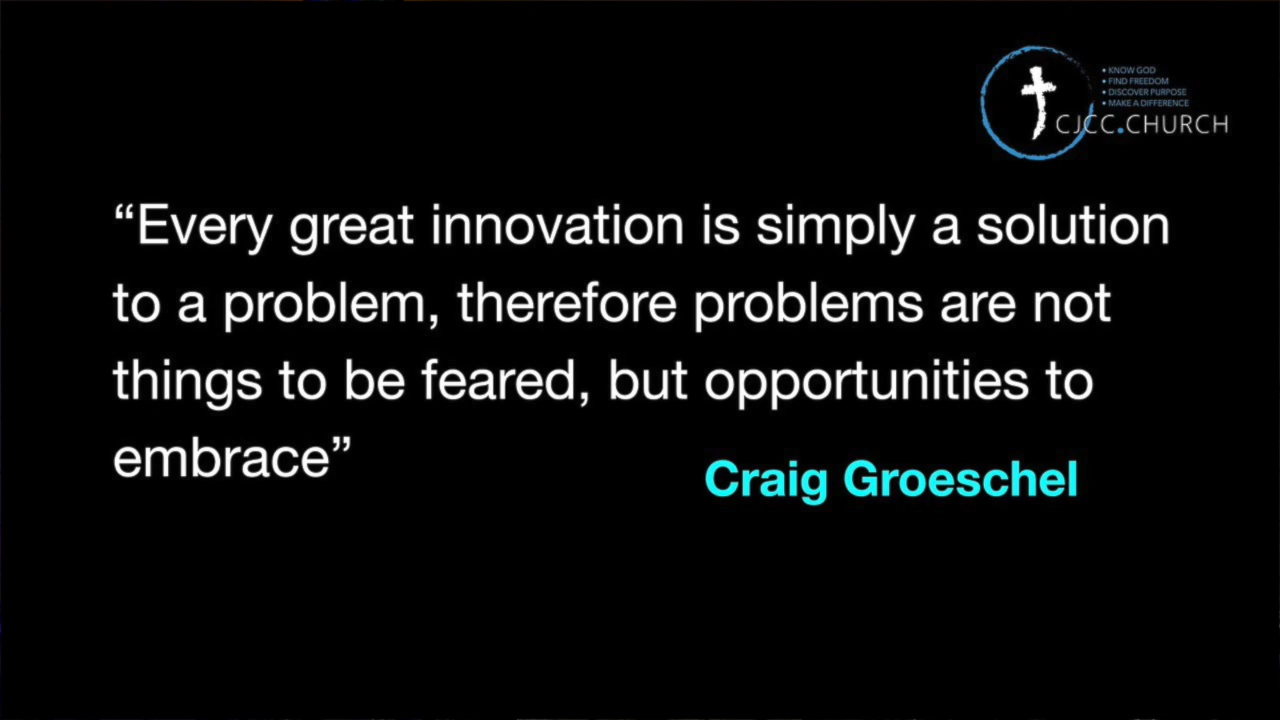 • KNOW GOD
• FIND FREEDOM
• DISCOVER PURPOSE
• MAKE A DIFFERENCE
CJCC.CHURCH
“Every great innovation is simply a solution
to a problem, therefore problems are not
things to be feared, but opportunities to
embrace”
Craig Groeschel